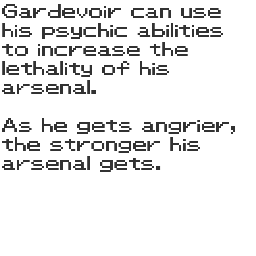 Gardevoir can use
his psychic abilities
to increase the
lethality of his
arsenal.

As he gets angrier,
the stronger his
arsenal gets.